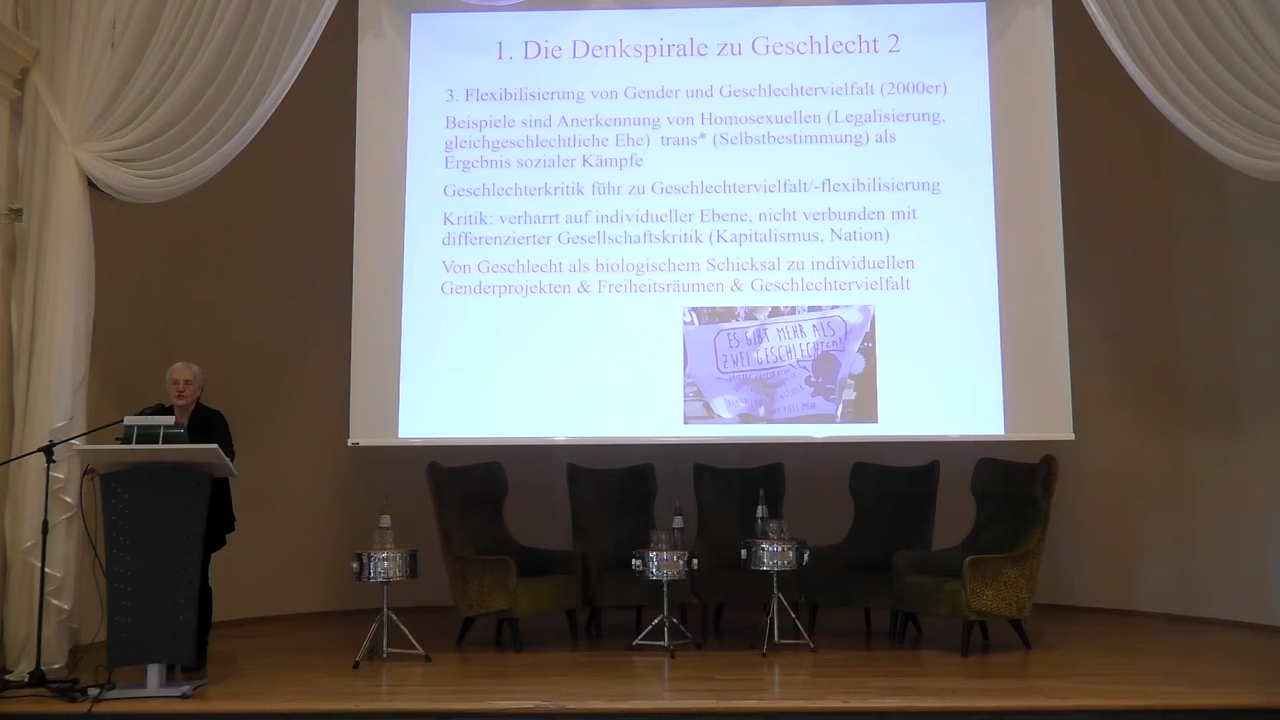 1. Die Denkspirale zu Geschlecht 2
3. Flexibilisierung von Gender und Geschlechtervielfalt (2000er)
Beispiele sind Anerkennung von Homosexuellen (Legalisierung,
gleichgeschlechtliche Ehe) trans* (Selbstbestimmung) als
Ergebnis sozialer Kämpfe
Geschlechterkritik führ zu Geschlechtervielfalt/-flexibilisierung
Kritik: verharrt auf individueller Ebene, nicht verbunden mit
differenzierter Gesellschaftskritik (Kapitalismus, Nation)
Von Geschlecht als biologischem Schicksal zu individuellen
Genderprojekten & Freiheitsräumen & Geschlechtervielfalt
ES GIBT MEHR ALS
ZWEI GESCHLECHTER!